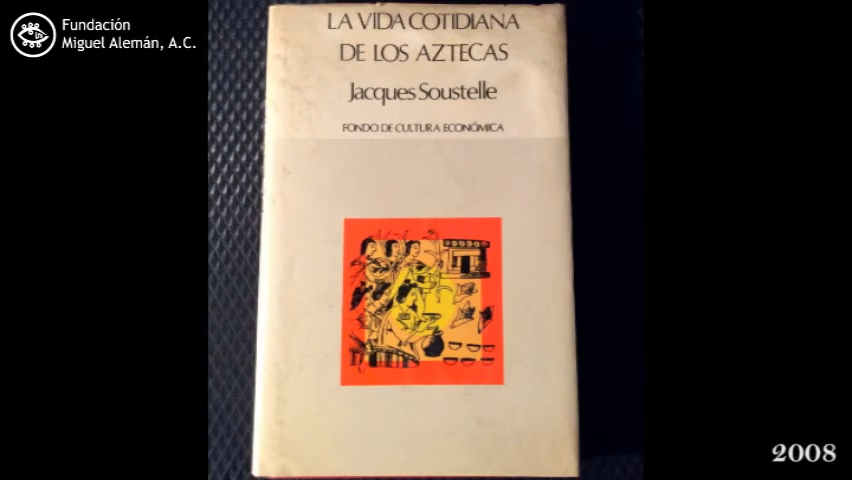 Fundación
Miguel Alemán, A.C.
LA VIDA COTIDIANA
DE LOS AZTECAS
Jacques Soustelle
FONDO DE CULTURA ECONÓMICA
2008